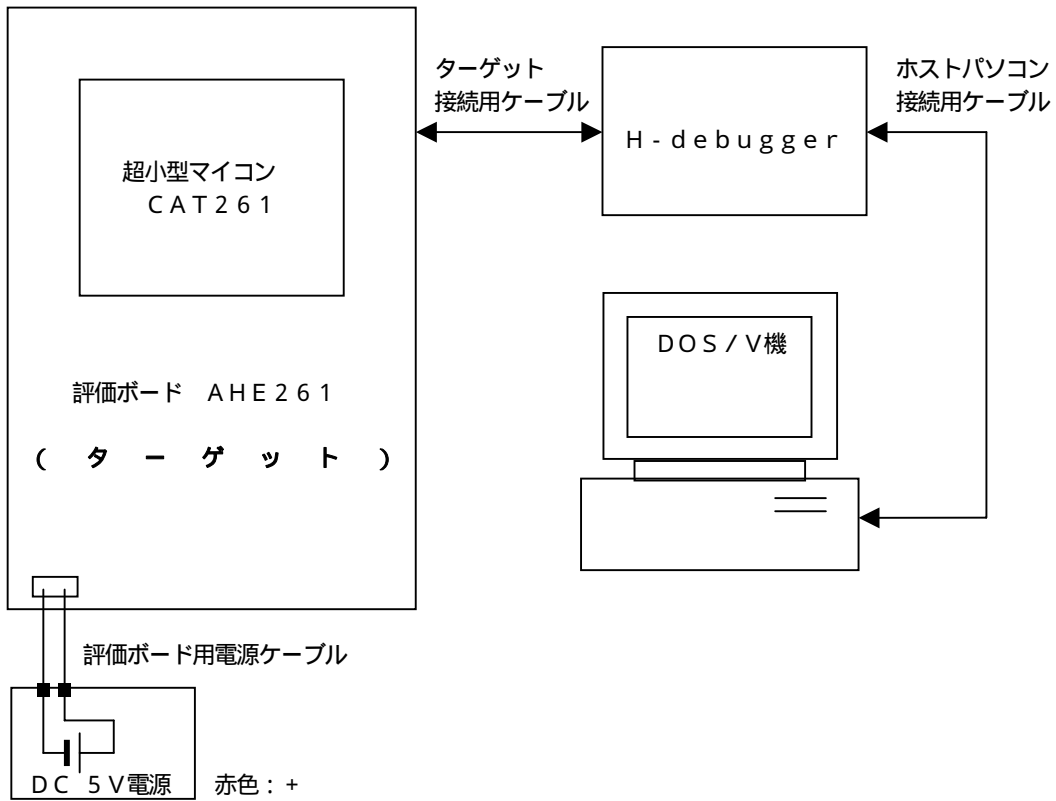 ターゲット
接続用ケーブル
ホストパソコン
接続用ケーブル
H-debugger
超小型マイコン
CAT261
DOS/V機
評価ボード AHE261
(ターゲット)
評価ボード用電源ケーブル
DC 5V電源
赤色:+